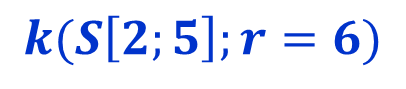 k(S[2; 5]; r = 6)